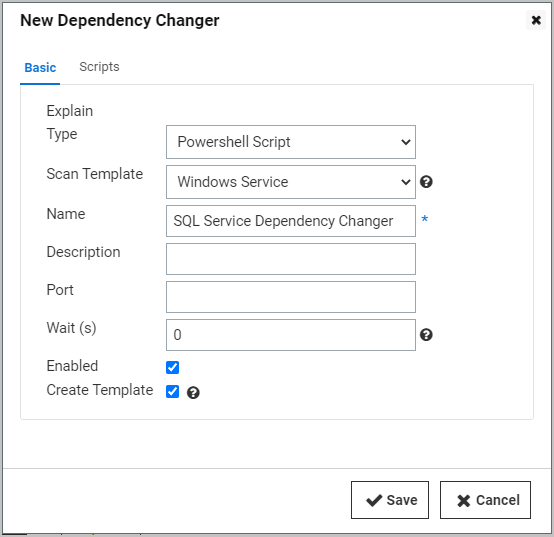 New Dependency Changer
Basic Scripts
Explain
Type Powershell Script
Scan Template Windows Service
Name SQL Service Dependency Changer *
Description
Port
Wait (s) 0
Enabled
Create Template
Save Cancel